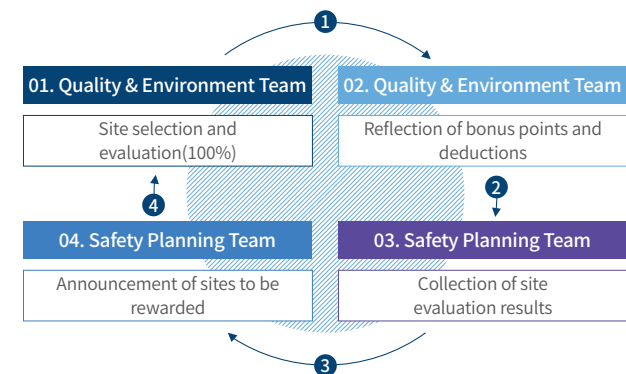 1
01. Quality & Environment Team
02. Quality & Environment Team
Site selection and
evaluation(100%)
Reflection of bonus points and
deductions
4
2
04. Safety Planning Team
03. Safety Planning Team
Announcement of sites to be
rewarded
Collection of site
evaluation results
3